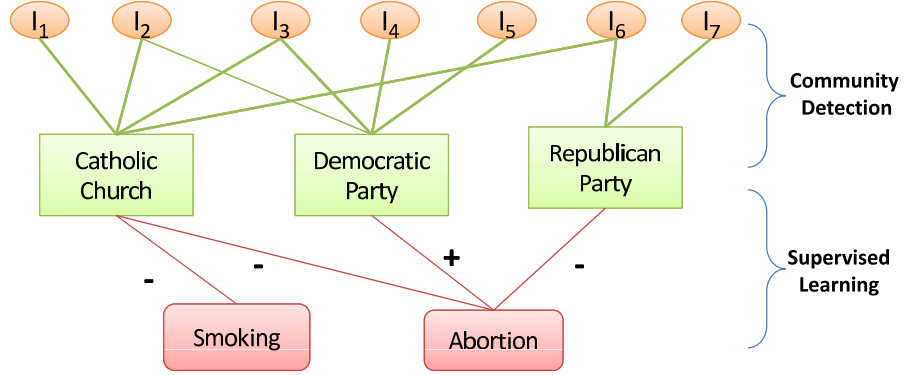 I1 I2 I3 I4 I5 I6 I7
Community
Detection
Catholic
Church
Democratic
Party
Republican
Party
- - + -
Supervised
Learning
Smoking
Abortion